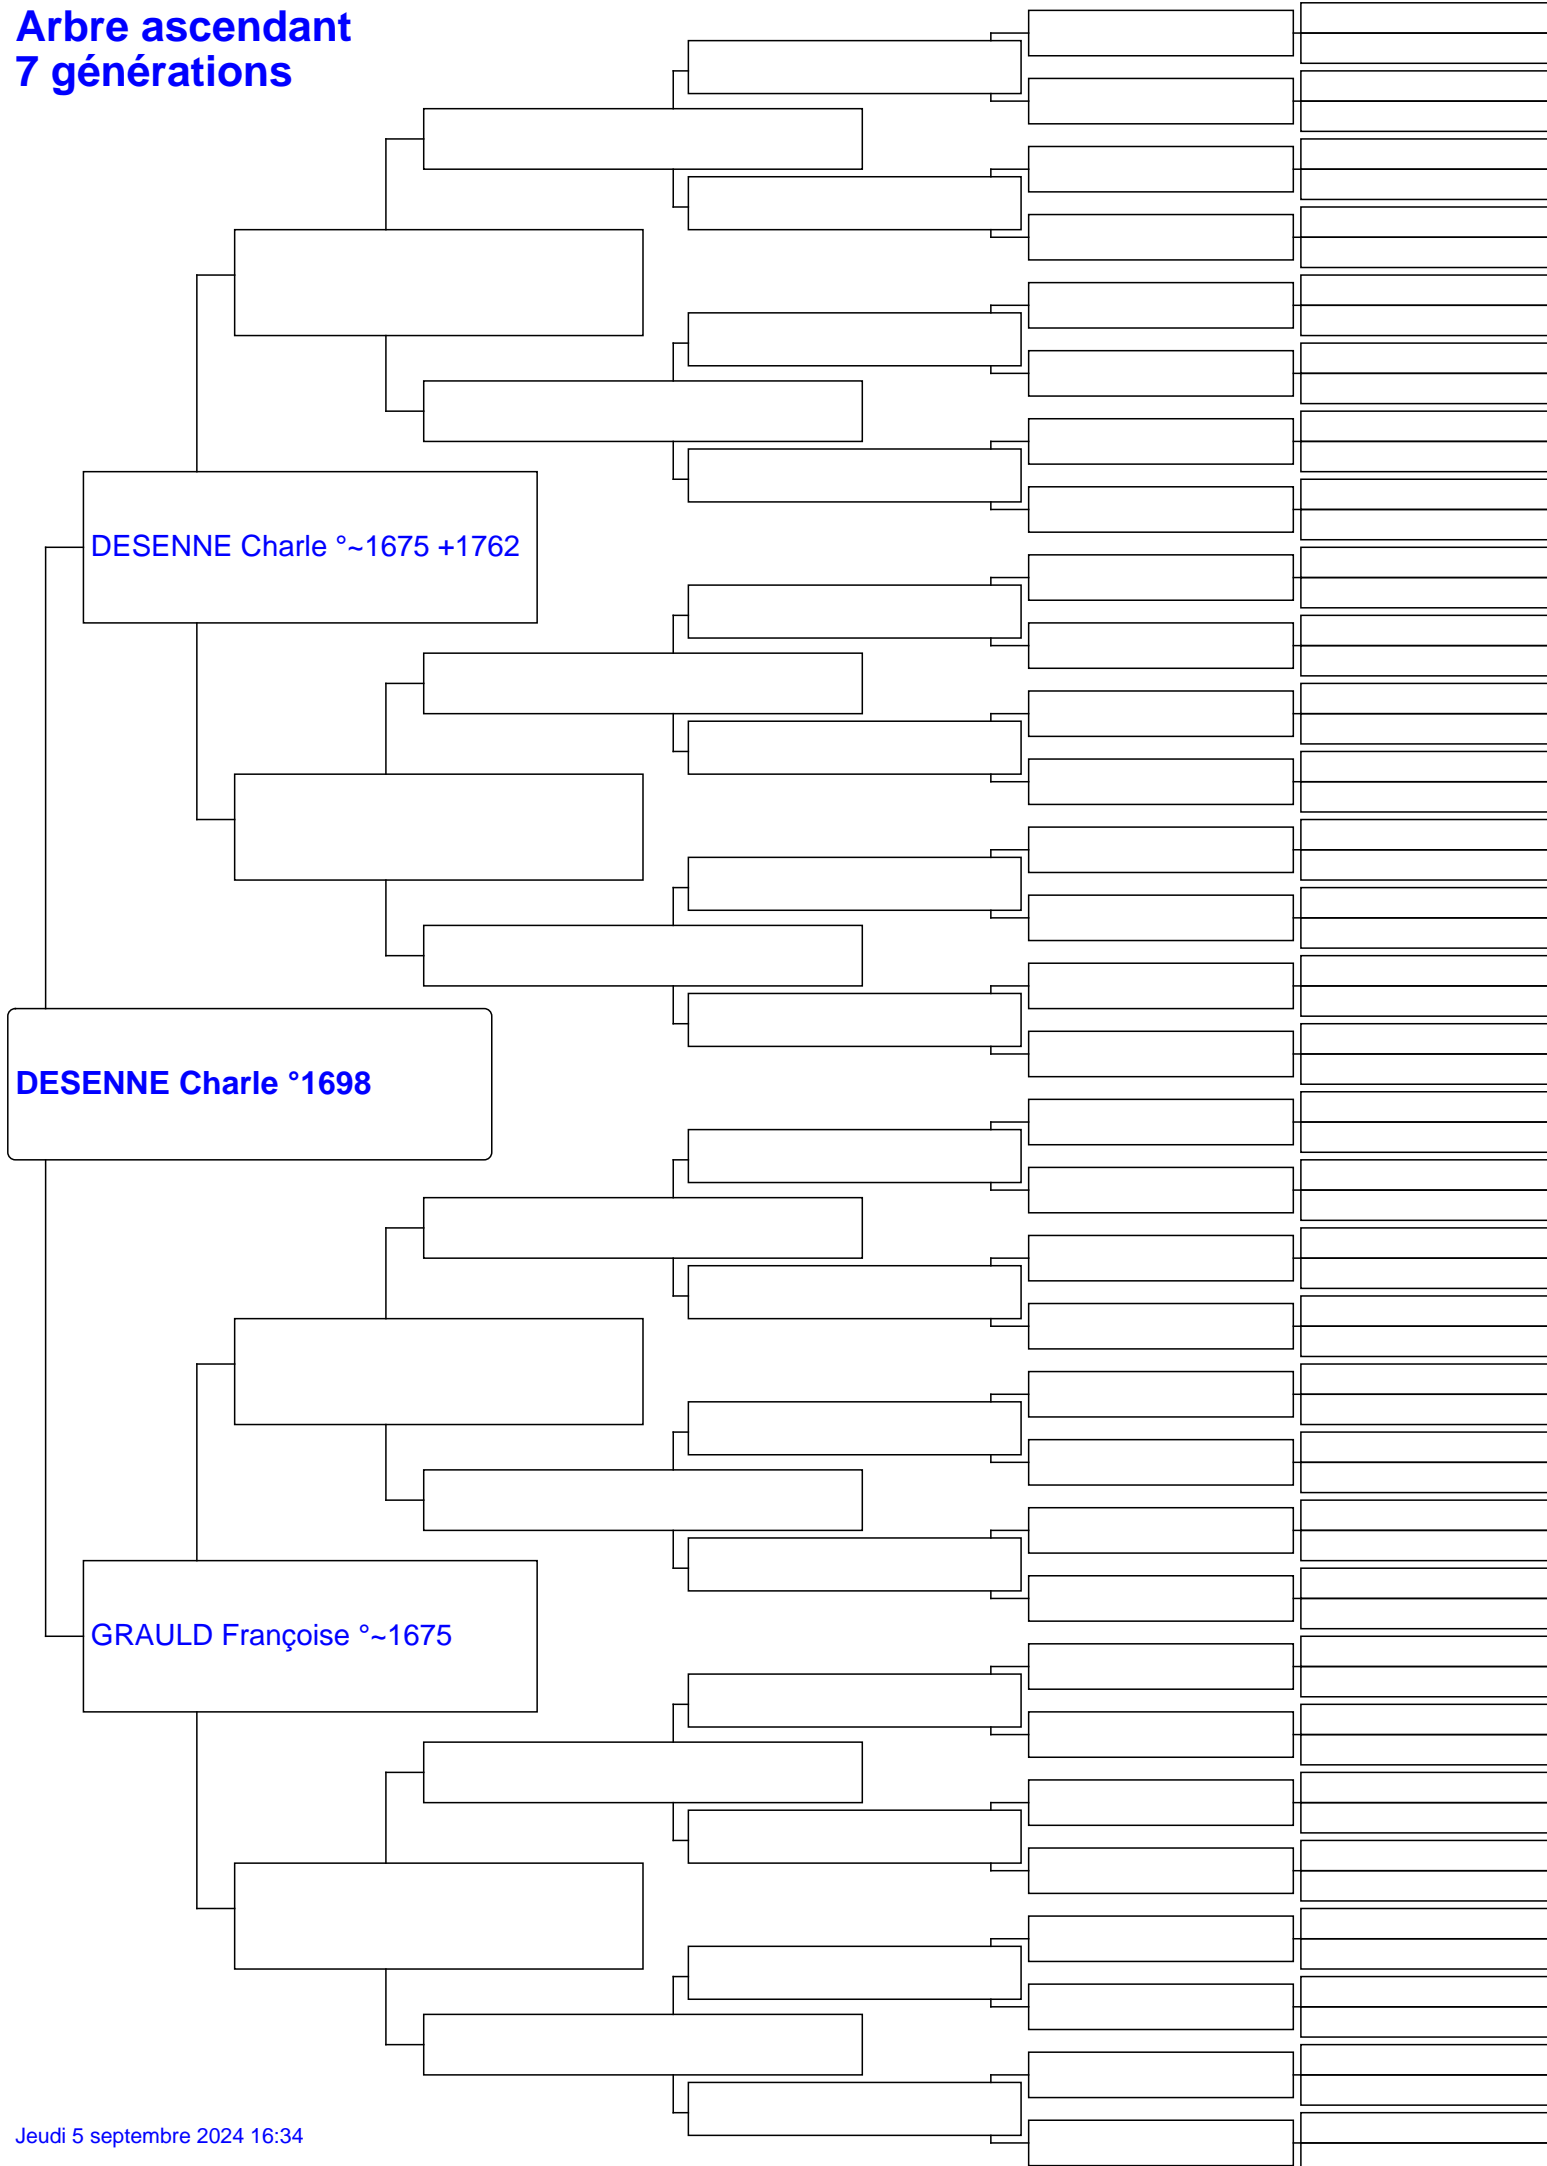 Arbre ascendant
7 générations
DESENNE Charle °~1675 +1762
DESENNE Charle °1698
GRAULD Françoise °~1675
Jeudi 5 septembre 2024 16:34